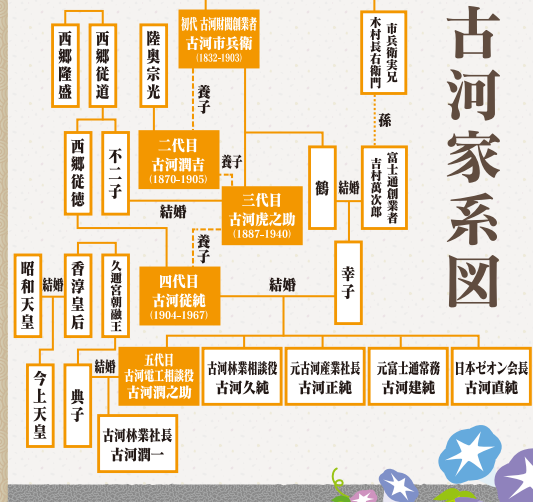 古河家系図
初代 古河財閥創業者
古河市兵衛
(1832-1903)
市兵衛実兄
木村長右衛門
西郷隆盛
西郷従道
陸奥宗光
養子
孫
二代目
古河潤吉
(1870-1905)
養子
西郷従徳
不二子
結婚
三代目
古河虎之助
(1887-1940)
鶴
結婚
富士通創業者
吉村萬次郎
養子
四代目
古河従純
(1904-1967)
結婚
幸子
昭和天皇
結婚
香淳皇后
久邇宮朝融王
今上天皇
典子
結婚
五代目
古河電工相談役
古河潤之助
古河林業相談役
古河久純
元古河産業社長
古河正純
元富士通常務
古河建純
日本ゼオン会長
古河直純
古河林業社長
古河潤一